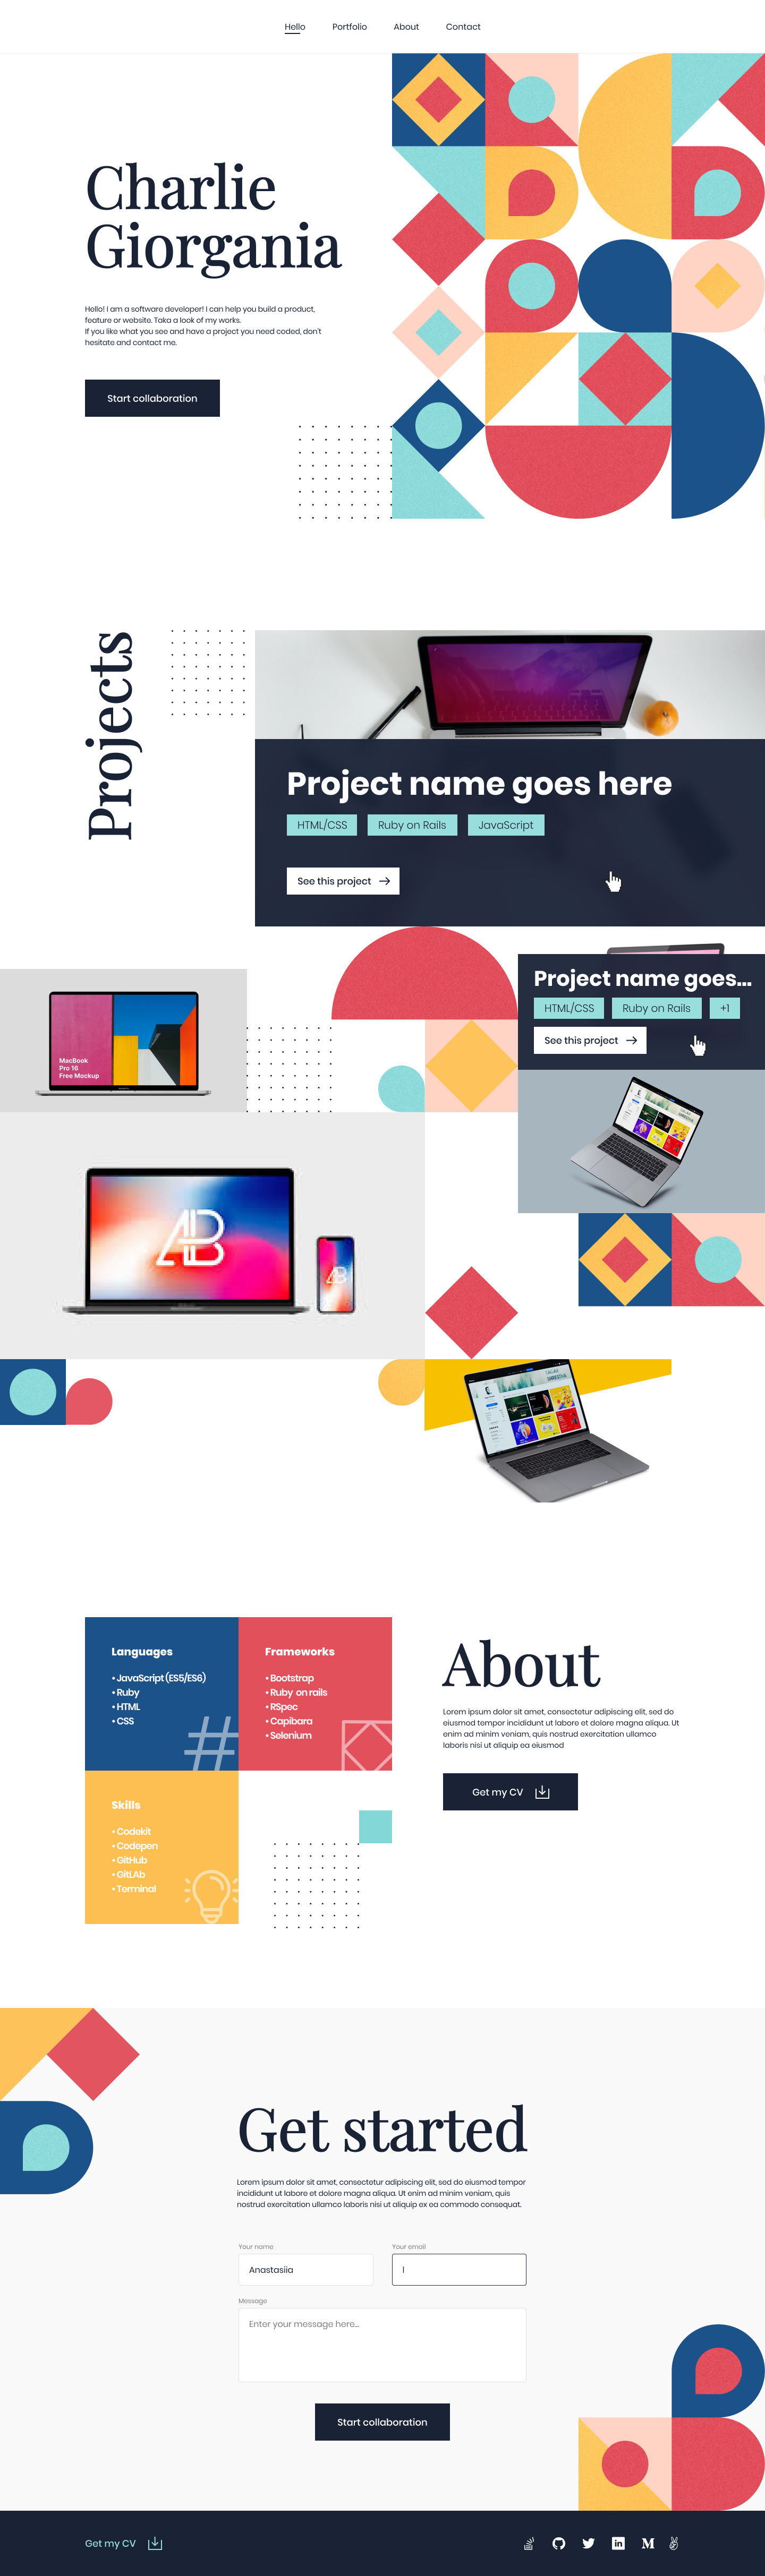 Hello
Portfolio
About
Contact
Charlie
Giorgania
Hello! I am a software developer! I can help you build a product,
feature or website. Taka a look of my works.
If you like what you see and have a project you need coded, don't
hesitate and contact me.
Start collaboration
Projects
Project name goes here
HTML/CSS
Ruby on Rails
JavaScript
See this project
Project name goes...
HTML/CSS
Ruby on Rails
+1
See this project
MacBook
Pro 16
Free Mockup
Languages
• JavaScript (ES5/ES6)
• Ruby
• HTML
• CSS
Frameworks
• Bootstrap
• Ruby on rails
• RSpec
• Capibara
• Selenium
Skills
• Codekit
• Codepen
• GitHub
• GitLAb
• Terminal
About
Lorem ipsum dolor sit amet, consectetur adipiscing elit, sed do
eiusmod tempor incididunt ut labore et dolore magna aliqua. Ut
enim ad minim veniam, quis nostrud exercitation ullamco
laboris nisi ut aliquip ea eiusmod
Get my CV
Get started
Lorem ipsum dolor sit amet, consectetur adipiscing elit, sed do eiusmod tempor
incididunt ut labore et dolore magna aliqua. Ut enim ad minim veniam, quis
nostrud exercitation ullamco laboris nisi ut aliquip ex ea commodo consequat.
Your name
Your email
Anastasiia
Message
Enter your message here...
Start collaboration
Get my CV